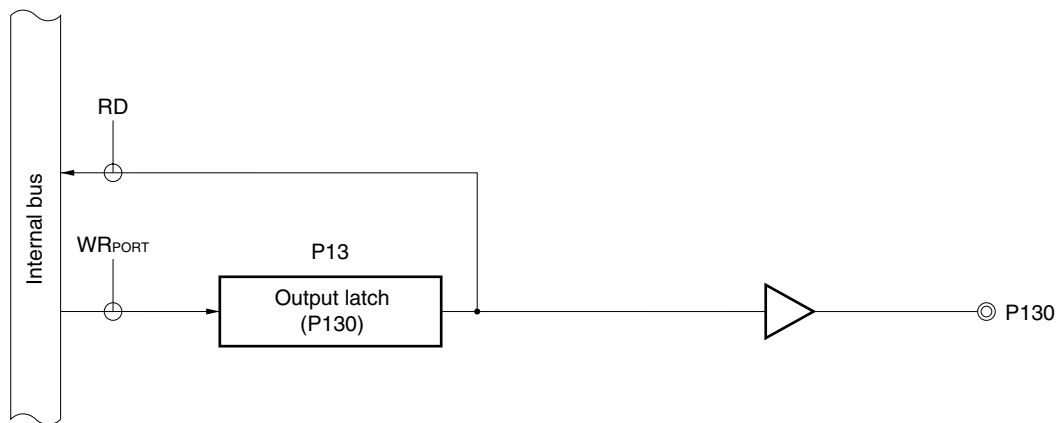 RD
Internal bus
WRPORT
P13
Output latch
(P130)
P130